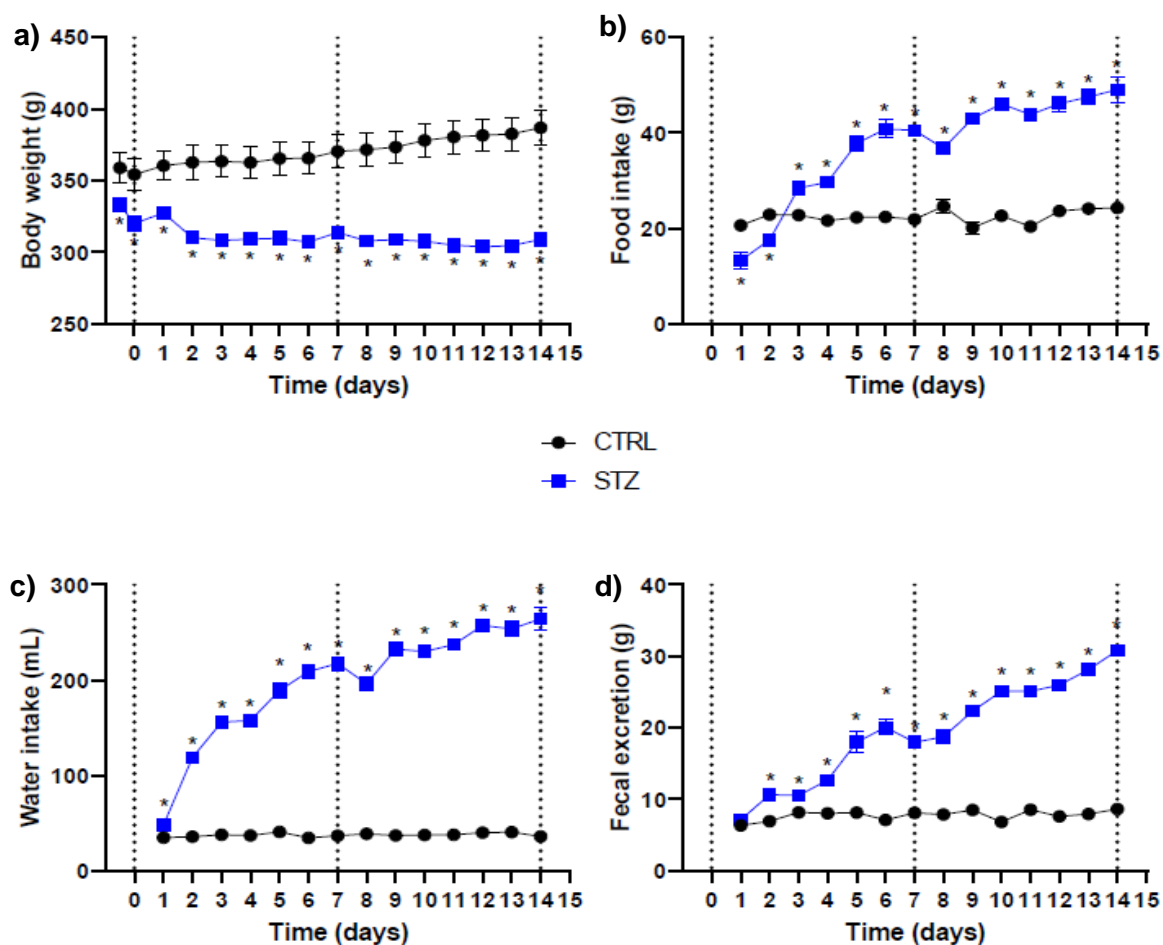 a)
Body weight (g)
450
400
350
300
250
* * * * * * * * * * * * * * * *
0 1 2 3 4 5 6 7 8 9 10 11 12 13 14 15
Time (days)
b)
Food intake (g)
60
40
20
0
* * * * * * * * * * * * * *
0 1 2 3 4 5 6 7 8 9 10 11 12 13 14 15
Time (days)
CTRL
STZ
c)
Water intake (mL)
300
200
100
0
* * * * * * * * * * * * * *
0 1 2 3 4 5 6 7 8 9 10 11 12 13 14 15
Time (days)
d)
Fecal excretion (g)
40
30
20
10
0
* * * * * * * * * * * * *
0 1 2 3 4 5 6 7 8 9 10 11 12 13 14 15
Time (days)